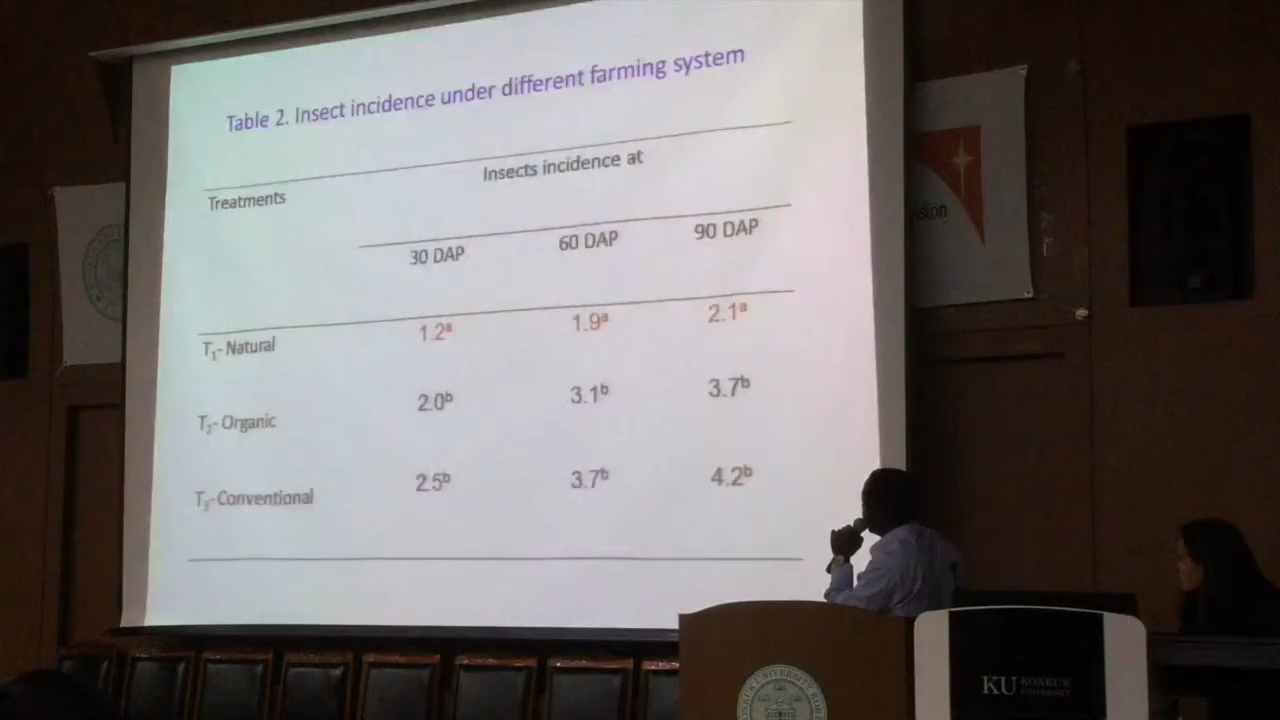 Table 2. Insect incidence under different farming system
Insects incidence at
Treatments
30 DAP 60 DAP 90 DAP
T₁- Natural 1.2ᵃ 1.9ᵃ 2.1ᵃ
T₂- Organic 2.0ᵇ 3.1ᵇ 3.7ᵇ
T₃-Conventional 2.5ᵇ 3.7ᵇ 4.2ᵇ
KU KONKUK
UNIVERSITY